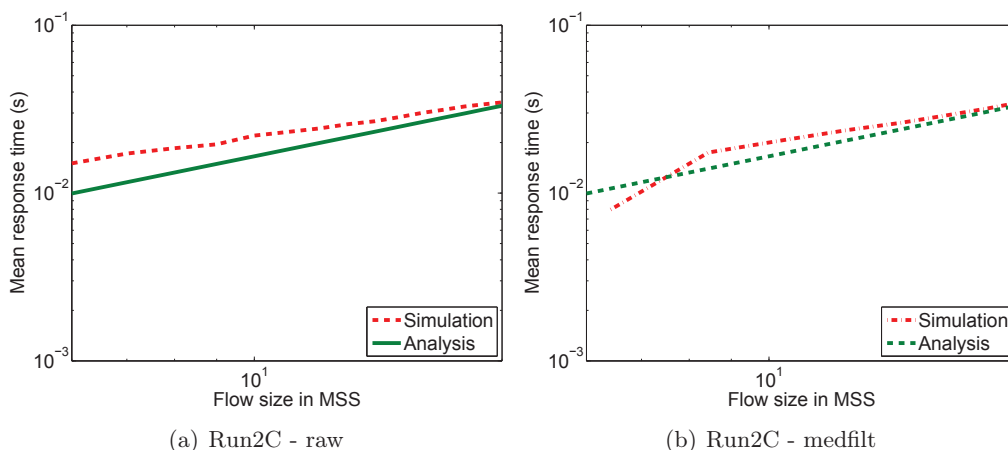 10^-1
10^-2
10^-3
Mean response time (s)
Simulation
Analysis
10^1
Flow size in MSS
(a) Run2C - raw
10^-1
10^-2
10^-3
Mean response time (s)
Simulation
Analysis
10^1
Flow size in MSS
(b) Run2C - medfilt